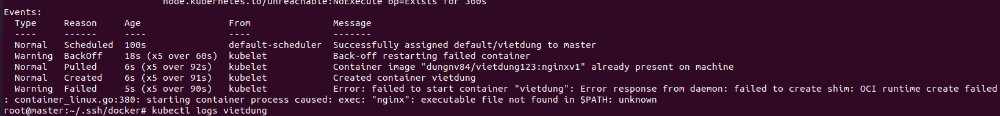 node.kubernetes.io/unreachable:NoExecute op=Exists for 300s
Events:
  Type     Reason     Age                From               Message
  ----     ------     ----               ----               -------
  Normal   Scheduled  100s               default-scheduler  Successfully assigned default/vietdung to master
  Warning  BackOff    18s (x5 over 60s)  kubelet            Back-off restarting failed container
  Normal   Pulled     6s (x5 over 92s)   kubelet            Container image "dungnv84/vietdung123:nginxv1" already present on machine
  Normal   Created    6s (x5 over 91s)   kubelet            Created container vietdung
  Warning  Failed     5s (x5 over 90s)   kubelet            Error: failed to start container "vietdung": Error response from daemon: failed to create shim: OCI runtime create failed
: container_linux.go:380: starting container process caused: exec: "nginx": executable file not found in $PATH: unknown
root@master:~/.ssh/docker# kubectl logs vietdung